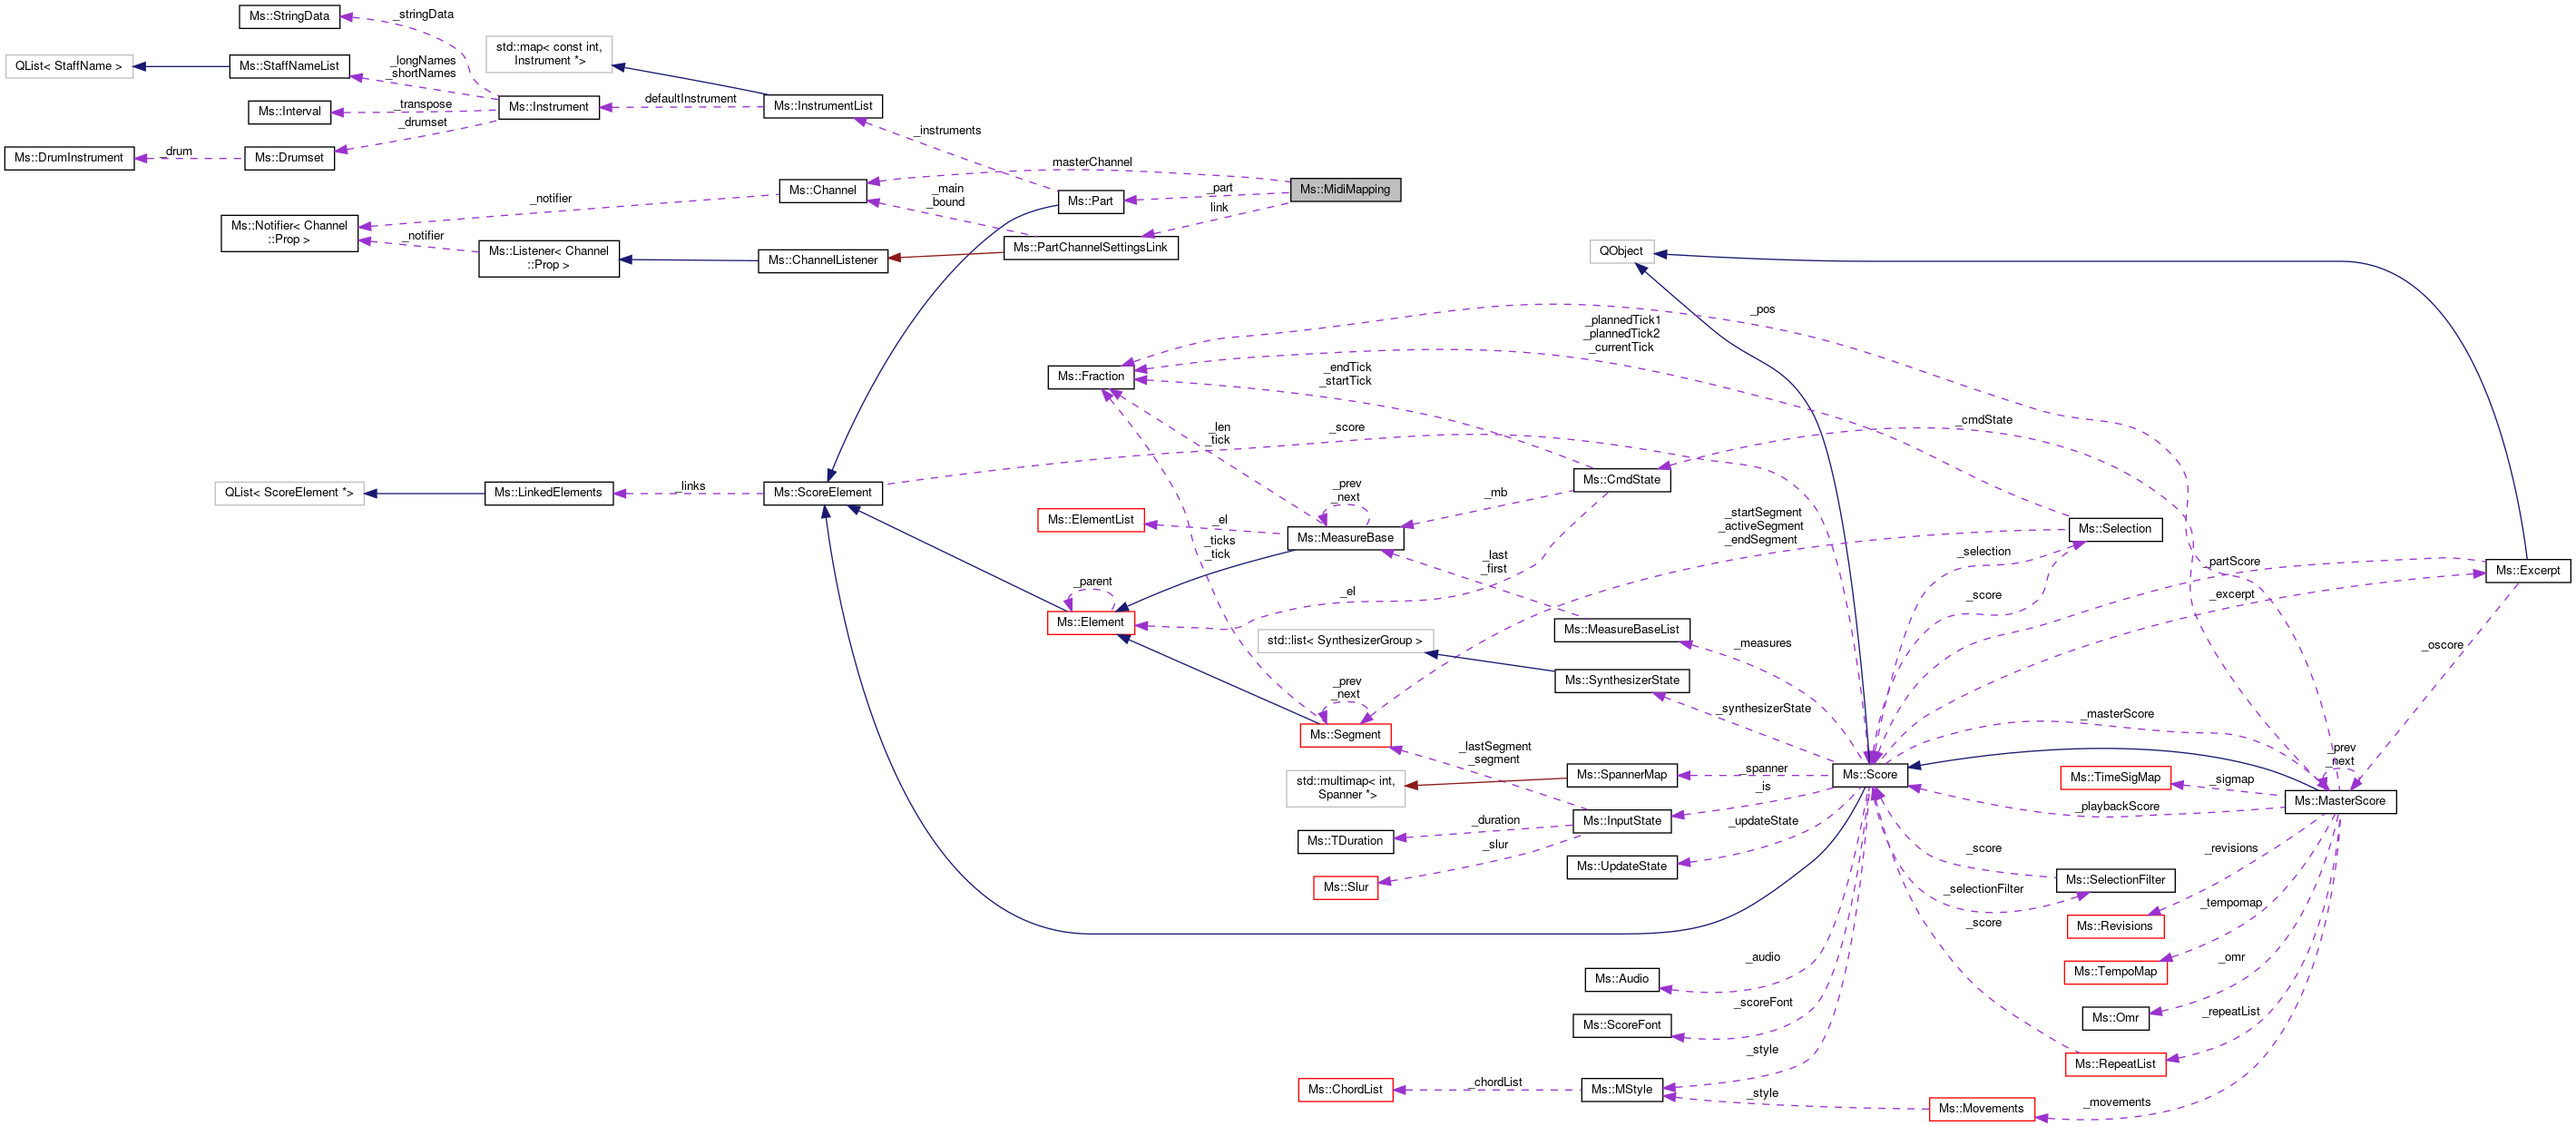 Ms::StringData
_stringData
std::map< const int,
Instrument *>
QList< StaffName >
Ms::StaffNameList
_longNames
_shortNames
Ms::Interval
_transpose
Ms::Instrument
defaultInstrument
Ms::InstrumentList
_drumset
_instruments
Ms::DrumInstrument
_drum
Ms::Drumset
masterChannel
Ms::Channel
_main
_bound
Ms::Part
_part
link
Ms::MidiMapping
_notifier
Ms::Notifier< Channel
::Prop >
_notifier
Ms::Listener< Channel
::Prop >
Ms::ChannelListener
Ms::PartChannelSettingsLink
QObject
_pos
_plannedTick1
_plannedTick2
_currentTick
Ms::Fraction
_endTick
_startTick
_len
_tick
_score
_cmdState
QList< ScoreElement *>
Ms::LinkedElements
_links
Ms::ScoreElement
Ms::CmdState
_prev
_next
_mb
Ms::ElementList
_el
Ms::MeasureBase
_startSegment
_activeSegment
_endSegment
Ms::Selection
_ticks
_tick
_last
_first
_selection
_partScore
Ms::Excerpt
_parent
Ms::Element
_el
_score
_excerpt
std::list< SynthesizerGroup >
Ms::MeasureBaseList
_measures
_oscore
Ms::SynthesizerState
_prev
_next
_synthesizerState
Ms::Segment
_lastSegment
_segment
_masterScore
_prev
_next
std::multimap< int,
Spanner *>
Ms::SpannerMap
_spanner
Ms::Score
Ms::TimeSigMap
_sigmap
_is
_playbackScore
Ms::MasterScore
_duration
Ms::InputState
_updateState
Ms::TDuration
_slur
_score
_revisions
Ms::UpdateState
Ms::Slur
Ms::SelectionFilter
_selectionFilter
_tempomap
_score
Ms::Revisions
_audio
_omr
Ms::Audio
Ms::TempoMap
_scoreFont
_repeatList
Ms::ScoreFont
Ms::Omr
_style
Ms::RepeatList
Ms::ChordList
_chordList
Ms::MStyle
_style
Ms::Movements
_movements